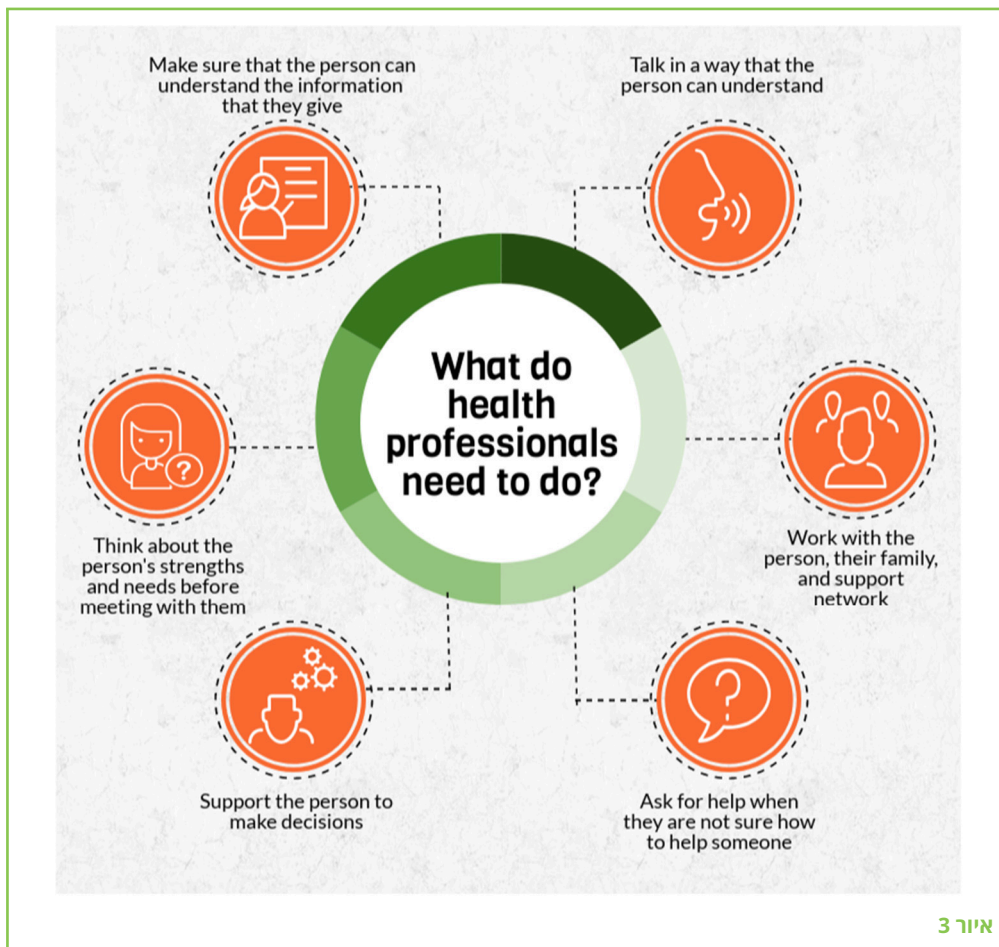 Make sure that the person can
understand the information
that they give
Talk in a way that the
person can understand
What do
health
professionals
need to do?
?
Think about the
person's strengths
and needs before
meeting with them
Work with the
person, their family,
and support
network
?
Support the person to
make decisions
Ask for help when
they are not sure how
to help someone
איור 3